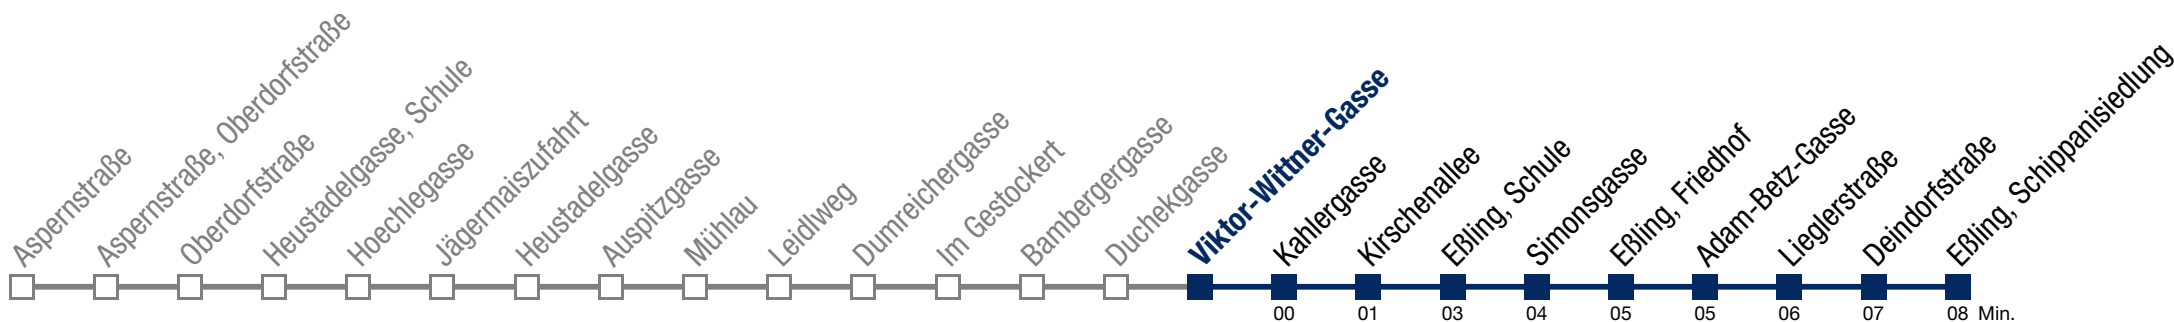 Aspernstraße
Aspernstraße, Oberdorfstraße
Oberdorfstraße
Heustadelgasse, Schule
Hoechlegasse
Jägermaiszufahrt
Heustadelgasse
Auspitzgasse
Mühlau
Leidlweg
Dumreichergasse
Im Gestockert
Bambergergasse
Duchekgasse
Viktor-Wittner-Gasse
Kahlergasse
Kirschenallee
Eßling, Schule
Simonsgasse
Eßling, Friedhof
Adam-Betz-Gasse
Lieglerstraße
Deindorfstraße
Eßling, Schippanisiedlung
00 01 03 04 05 05 06 07 08 Min.